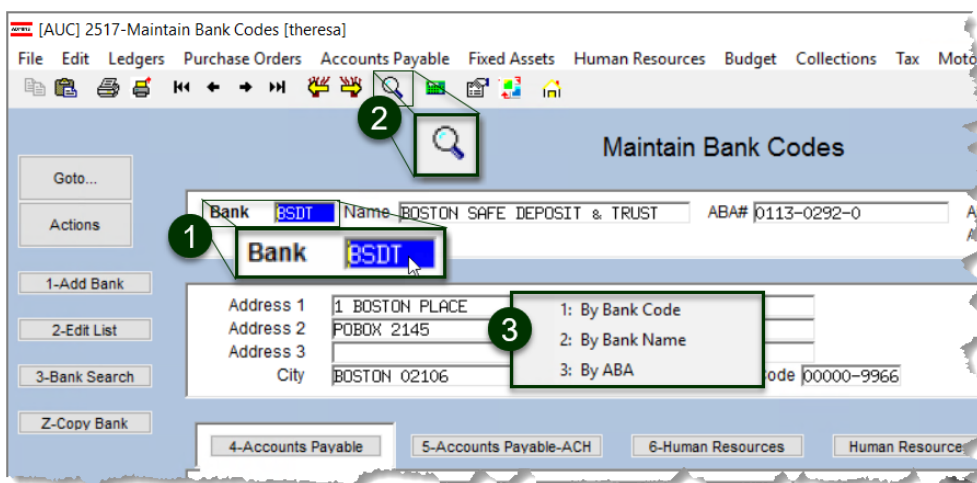 [AUC] 2517-Maintain Bank Codes [theresa]
File Edit Ledgers Purchase Orders Accounts Payable Fixed Assets Human Resources Budget Collections Tax
2
Maintain Bank Codes
Goto...
Actions
Bank BSDT Name BOSTON SAFE DEPOSIT & TRUST ABA# 0113-0292-0
1
Bank BSDT
1-Add Bank
2-Edit List
3-Bank Search
Z-Copy Bank
Address 1 1 BOSTON PLACE
Address 2 POBOX 2145
Address 3
City BOSTON 02106 00000-9966
3
1: By Bank Code
2: By Bank Name
3: By ABA
4-Accounts Payable 5-Accounts Payable-ACH 6-Human Resources Human